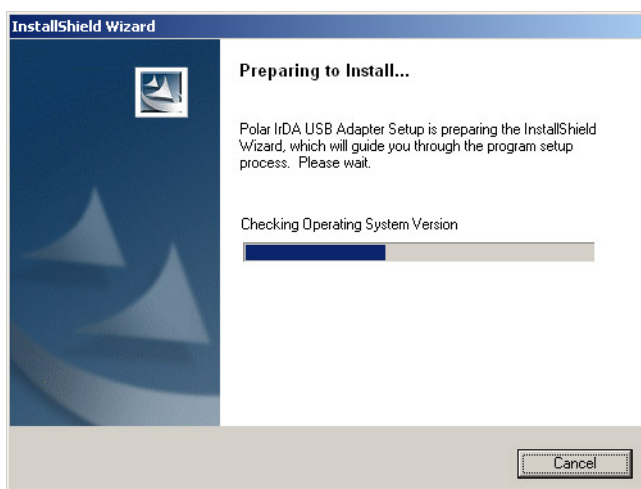 InstallShield Wizard
Preparing to Install...
Polar IrDA USB Adapter Setup is preparing the InstallShield
Wizard, which will guide you through the program setup
process. Please wait.
Checking Operating System Version
Cancel